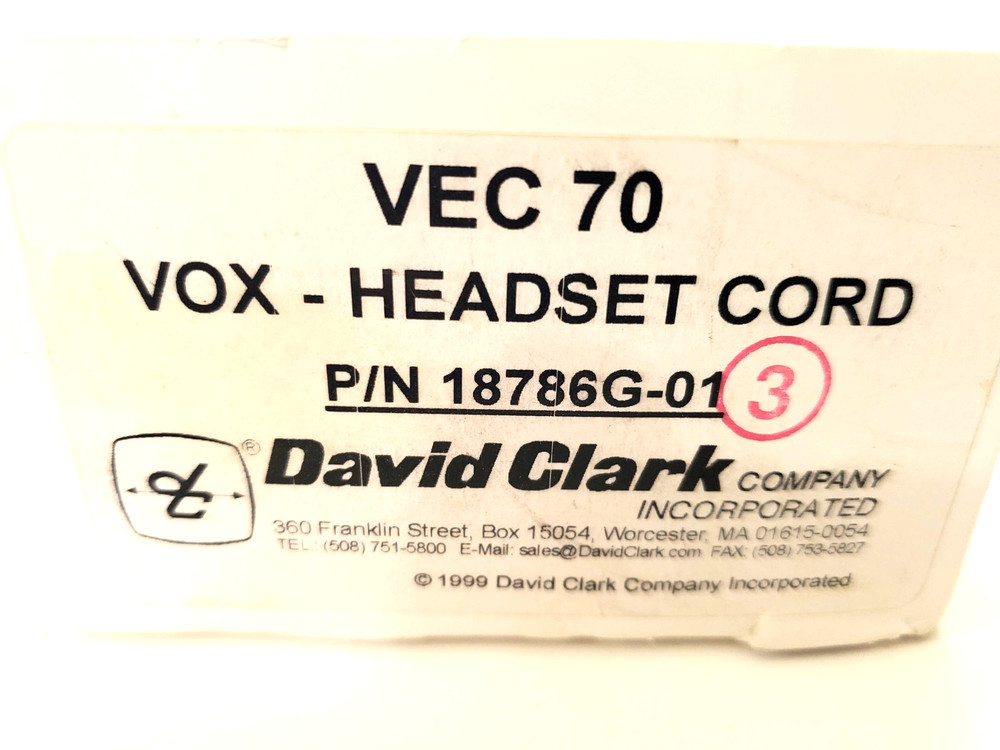 VEC 70
VOX - HEADSET CORD
P/N 18786G-01 3
dc ® David Clark COMPANY
INCORPORATED
360 Franklin Street, Box 15054, Worcester, MA 01615-0054
TEL: (508) 751-5800 E-Mail: sales@DavidClark.com FAX: (508) 753-5827
© 1999 David Clark Company Incorporated